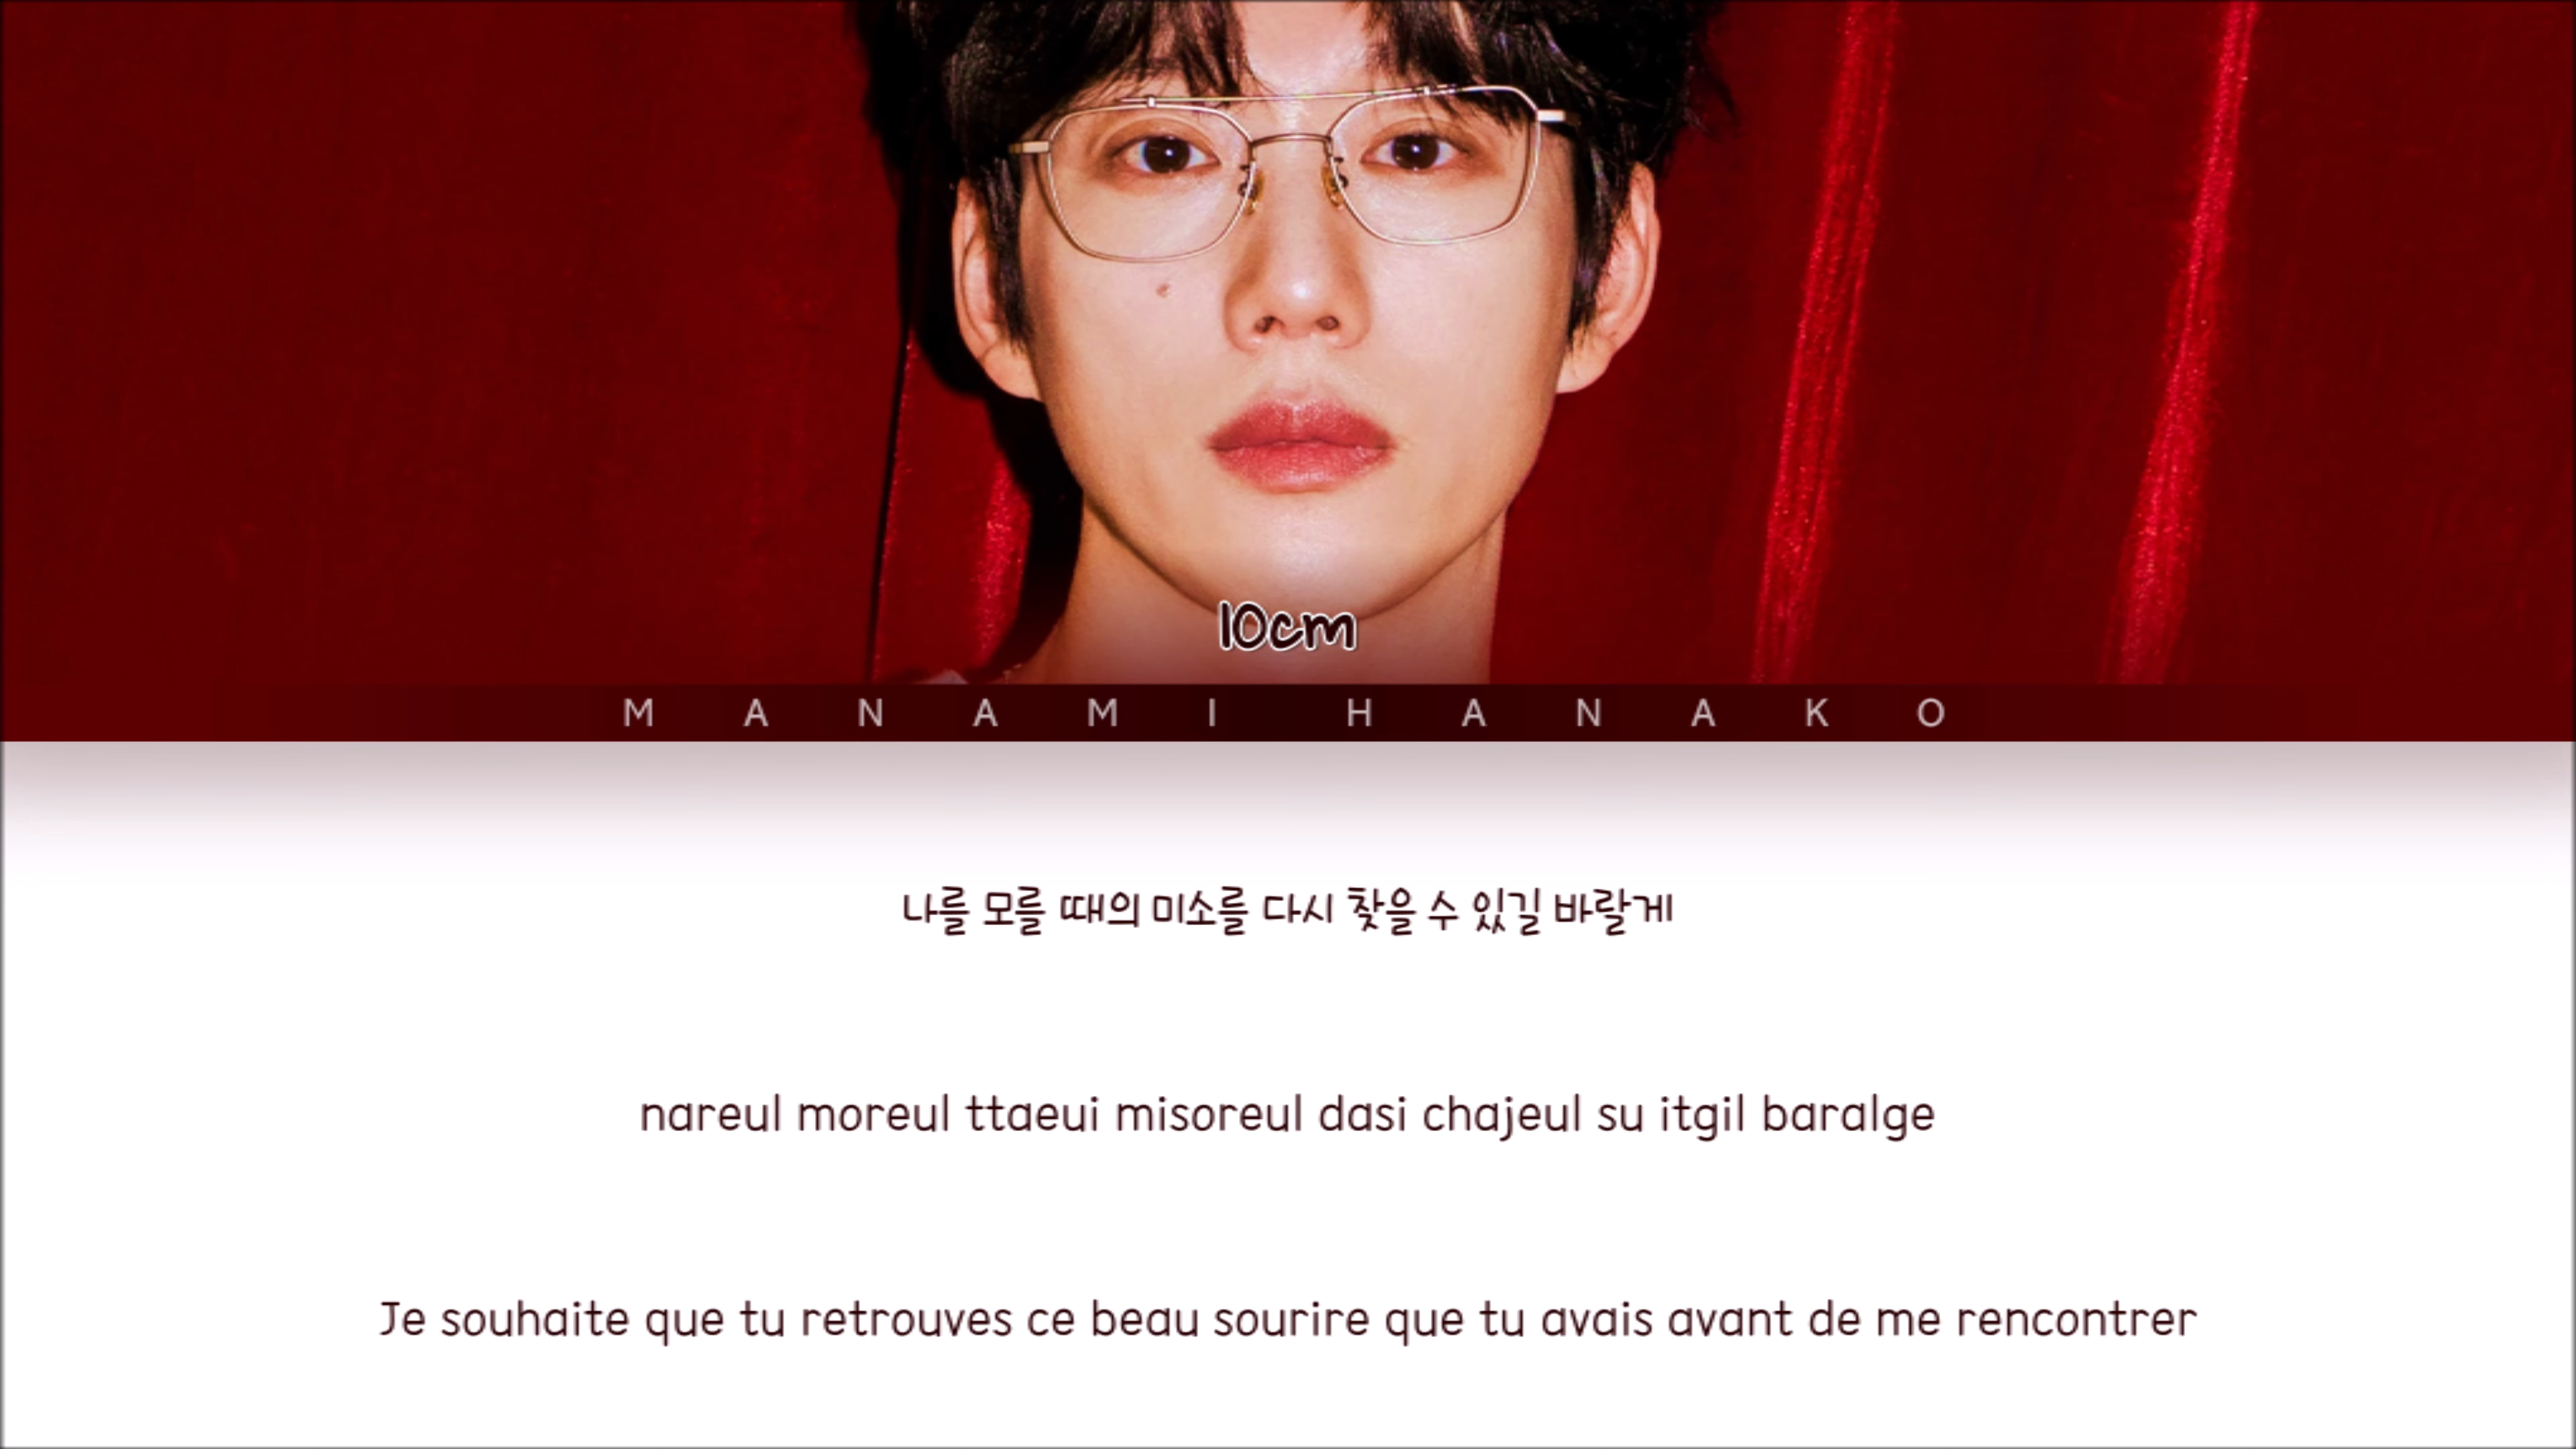 10cm
MANAMI HANAKO
나를 모를 때의 미소를 다시 찾을 수 있길 바랄게
nareul moreul ttaeui misoreul dasi chajeul su itgil baralge
Je souhaite que tu retrouves ce beau sourire que tu avais avant de me rencontrer